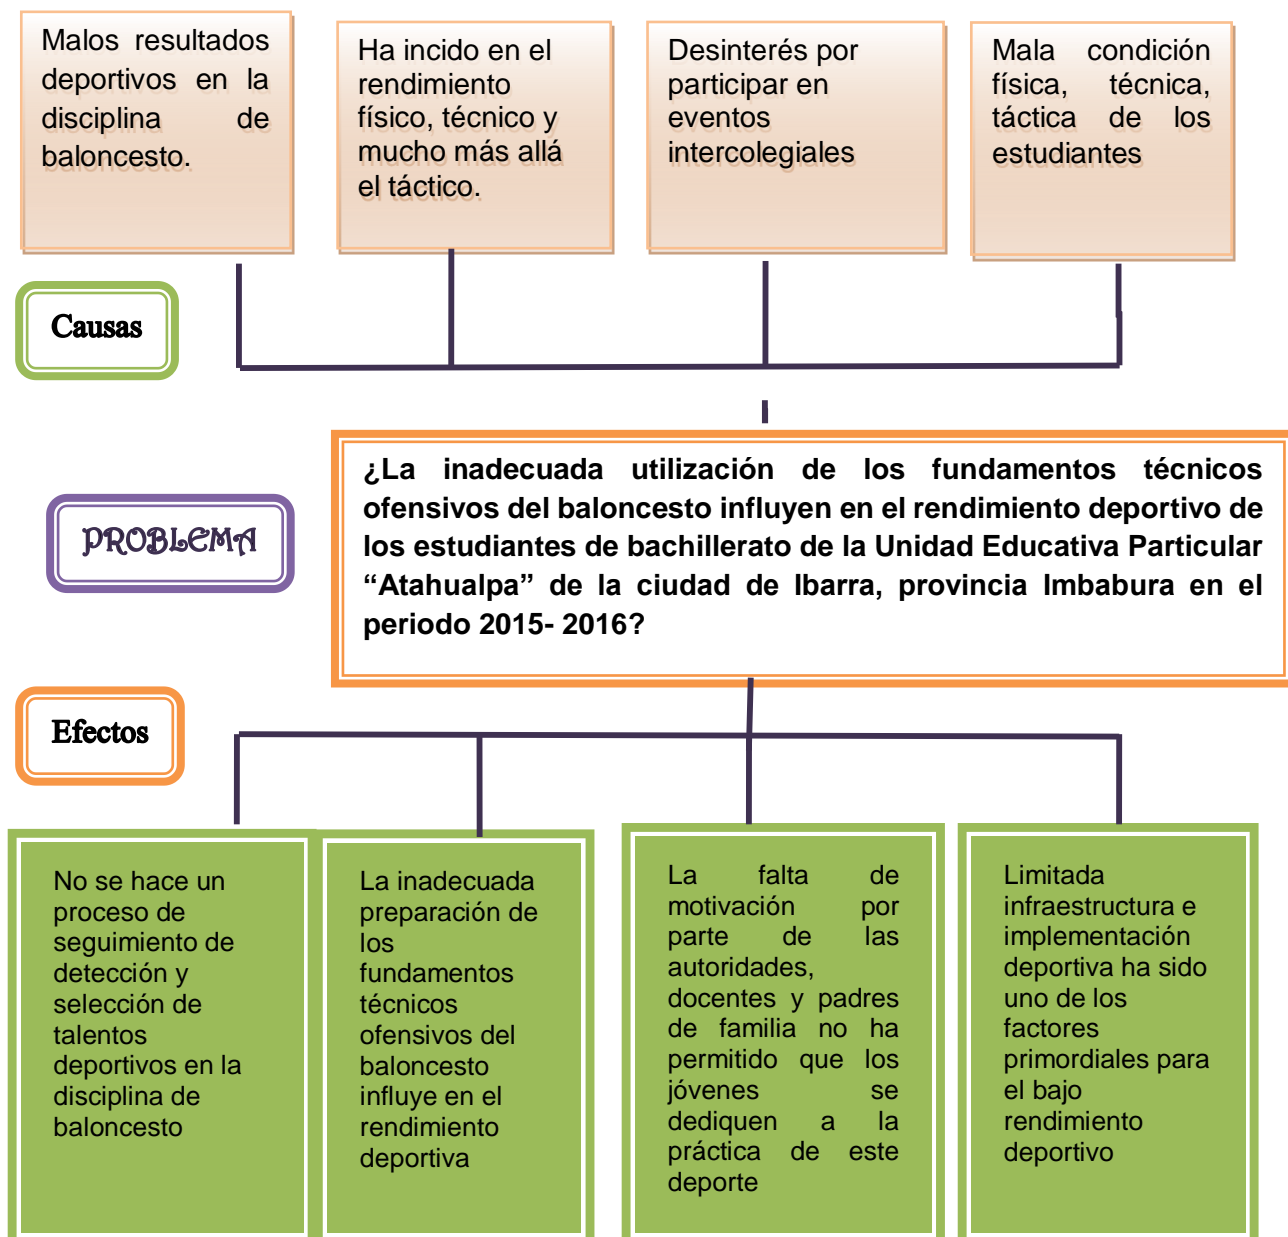 Malos resultados
deportivos en la
disciplina de
baloncesto.
Ha incido en el
rendimiento
físico, técnico y
mucho más allá
el táctico.
Desinterés por
participar en
eventos
intercolegiales
Mala condición
física, técnica,
táctica de los
estudiantes
Causas
¿La inadecuada utilización de los fundamentos técnicos
ofensivos del baloncesto influyen en el rendimiento deportivo de
los estudiantes de bachillerato de la Unidad Educativa Particular
“Atahualpa” de la ciudad de Ibarra, provincia Imbabura en el
periodo 2015- 2016?
PROBLEMA
Efectos
No se hace un
proceso de
seguimiento de
detección y
selección de
talentos
deportivos en la
disciplina de
baloncesto
La inadecuada
preparación de
los
fundamentos
técnicos
ofensivos del
baloncesto
influye en el
rendimiento
deportiva
La falta de
motivación por
parte de las
autoridades,
docentes y padres
de familia no ha
permitido que los
jóvenes se
dediquen a la
práctica de este
deporte
Limitada
infraestructura e
implementación
deportiva ha sido
uno de los
factores
primordiales para
el bajo
rendimiento
deportivo